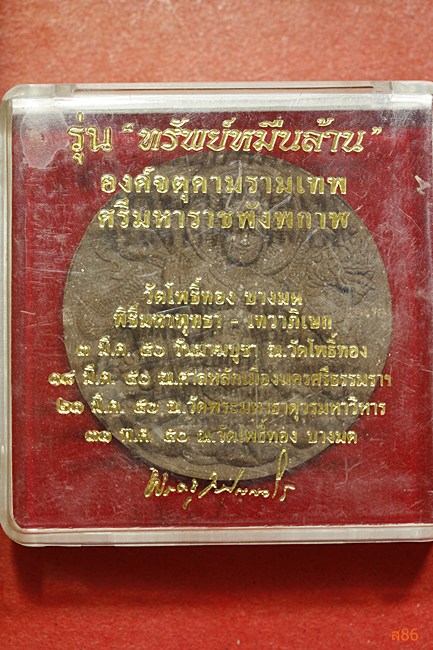 รุ่น "ทรัพย์หมื่นล้าน"
องค์จตุคามรามเทพ
ศรีมหาราชพังพกาพ
วัดโพธิ์ทอง บางมด
พิธีมหาพุทธา - เทวาภิเษก
๓ มี.ค. ๕๐ วันมาฆบูชา ณ.วัดโพธิ์ทอง
๑๘ มี.ค. ๕๐ ณ.ศาลหลักเมืองนครศรีธรรมราช
๒๑ มี.ค. ๕๐ ณ.วัดพระมหาธาตุวรมหาวิหาร
พ.ค. ๕๐ ณ.วัดโพธิ์ทอง บางมด
ส86